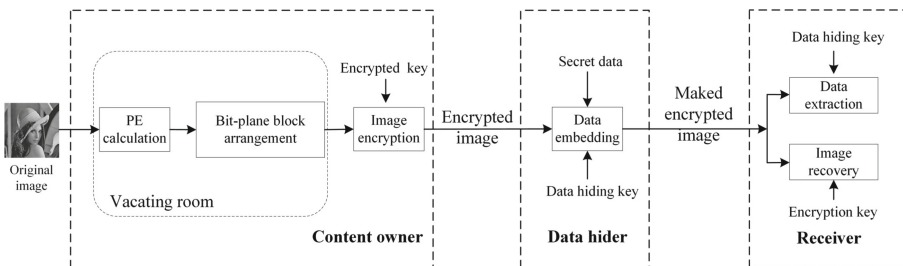 Original
image
PE
calculation
Bit-plane block
arrangement
Vacating room
Encrypted key
Image
encryption
Content owner
Encrypted
image
Secret data
Data
embedding
Data hiding key
Data hider
Maked
encrypted
image
Data hiding key
Data
extraction
Image
recovery
Encryption key
Receiver